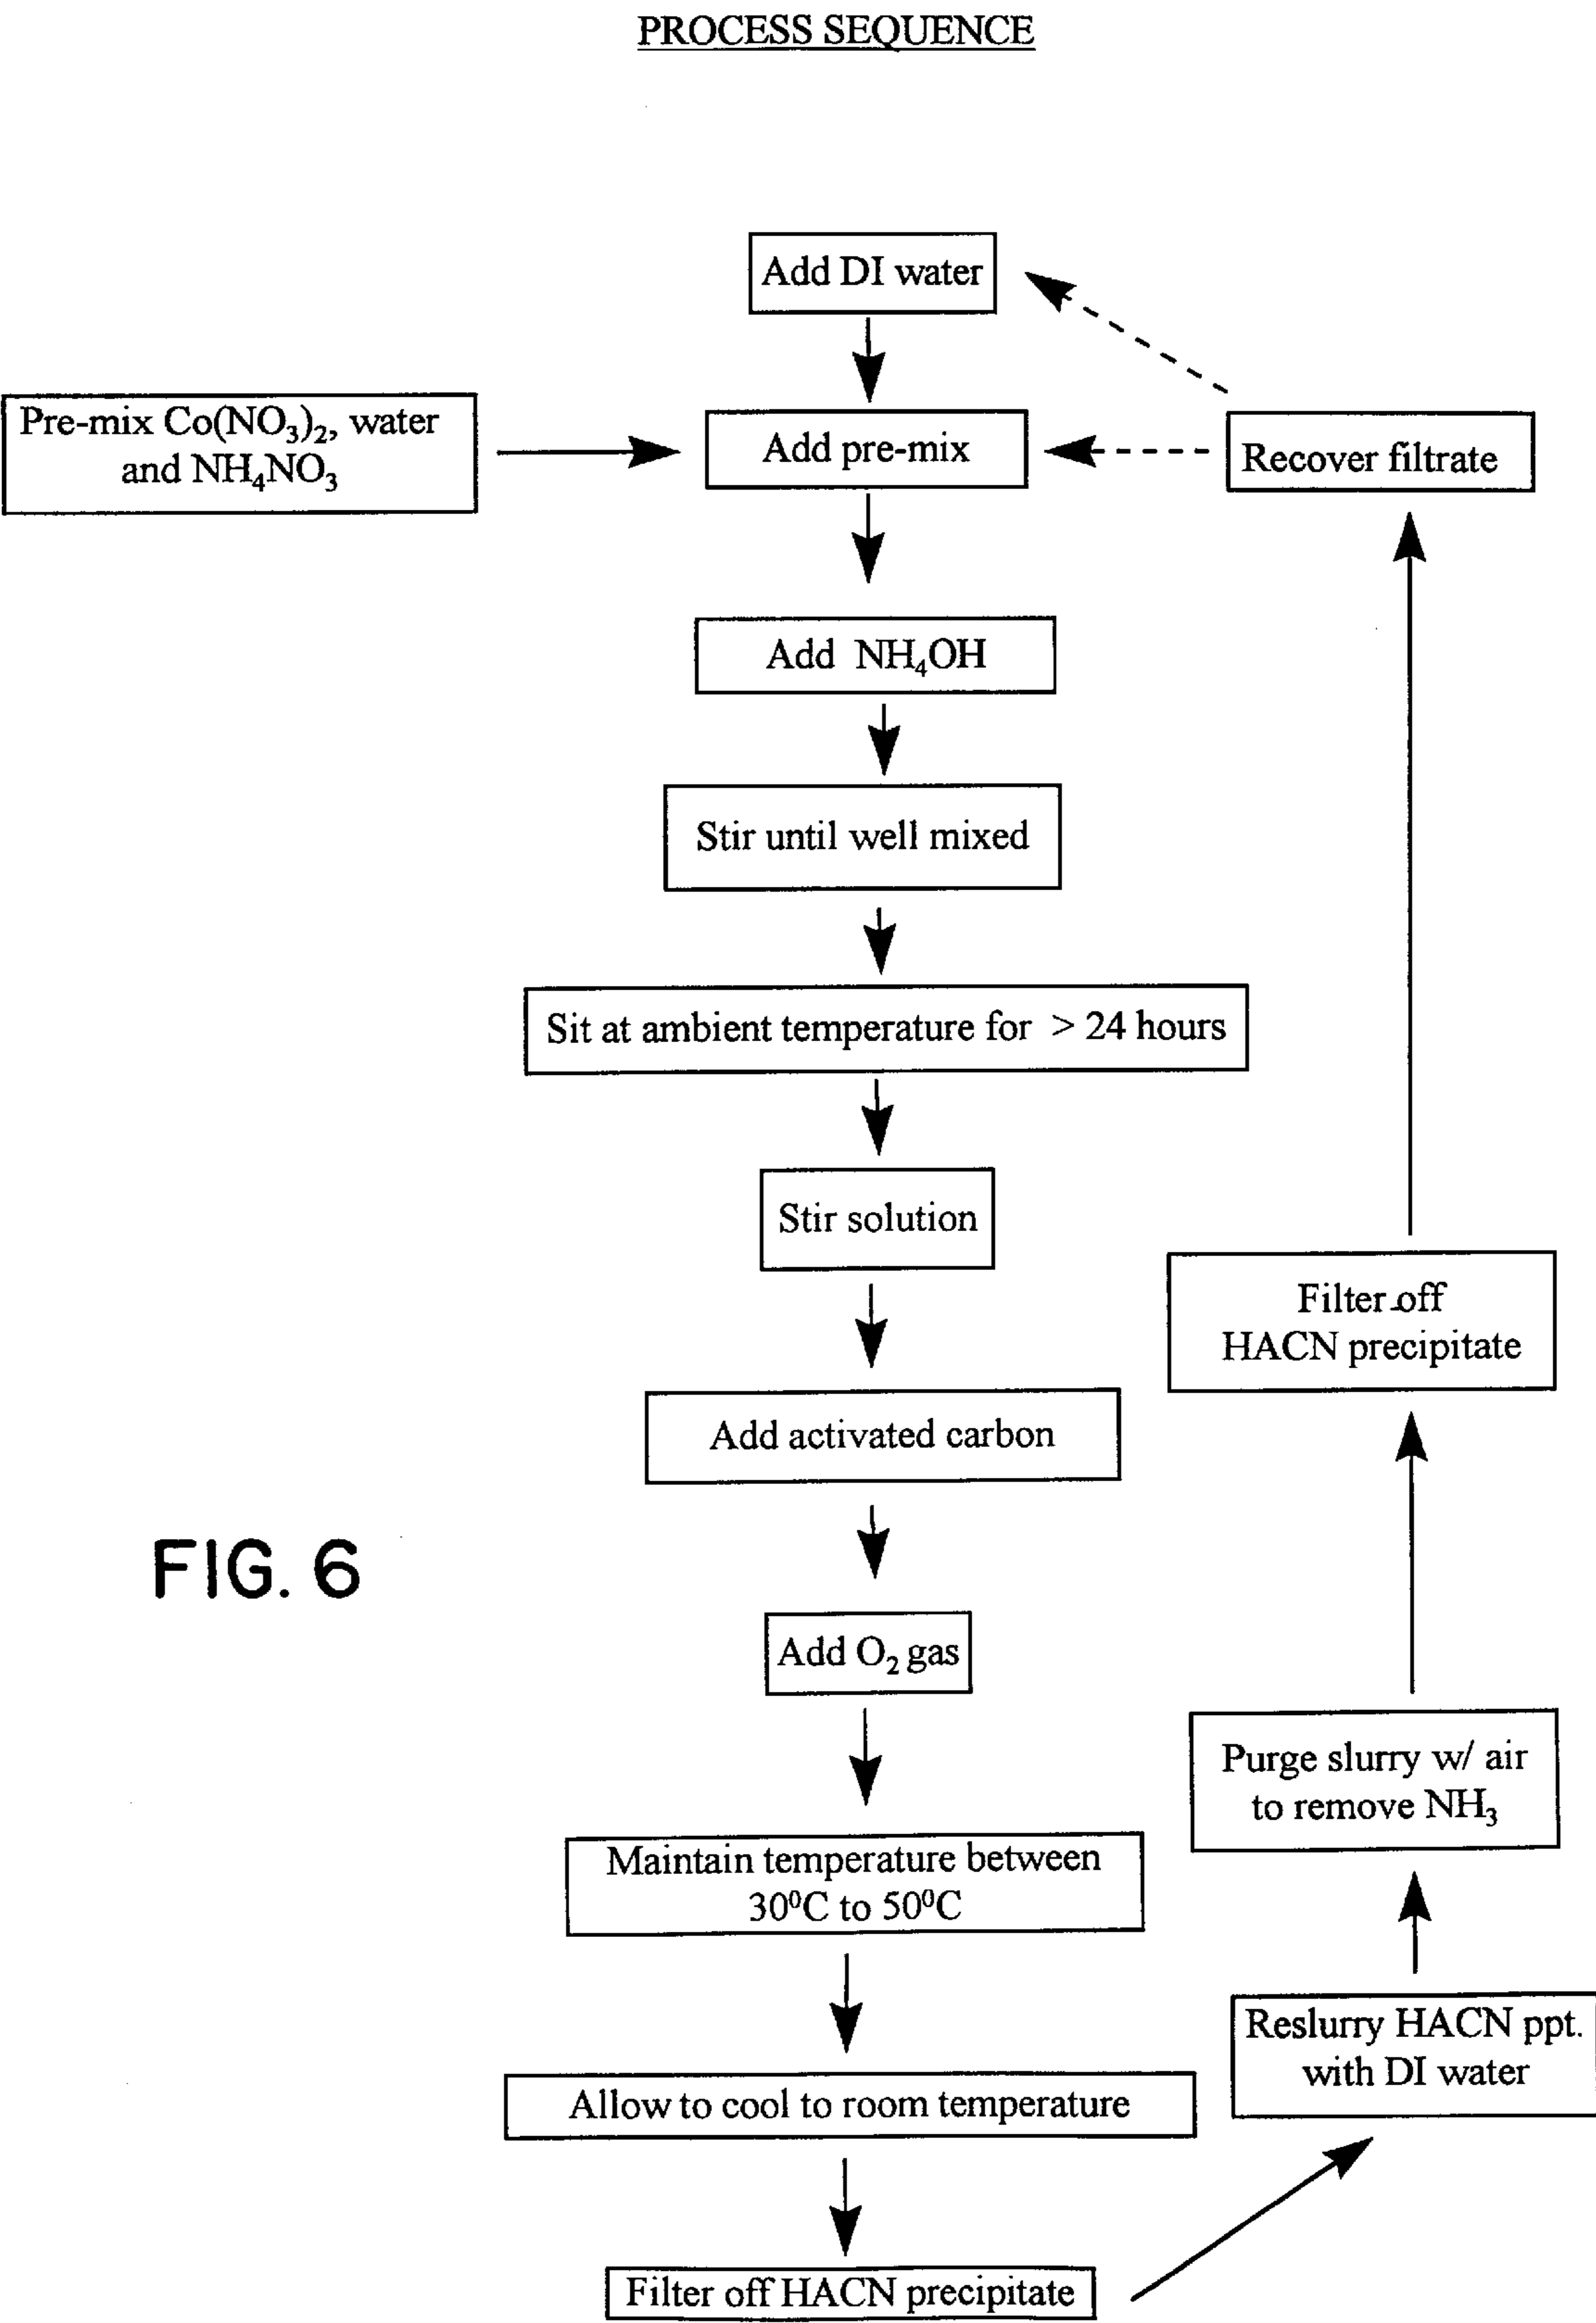 PROCESS SEQUENCE
Add DI water
Pre-mix Co(NO₃)₂, water
and NH₄NO₃
Add pre-mix
Recover filtrate
Add NH₄OH
Stir until well mixed
Sit at ambient temperature for > 24 hours
Stir solution
Add activated carbon
Add O₂ gas
Maintain temperature between
30⁰C to 50⁰C
Allow to cool to room temperature
Filter off HACN precipitate
Reslurry HACN ppt.
with DI water
Purge slurry w/ air
to remove NH₃
Filter off
HACN precipitate
FIG. 6